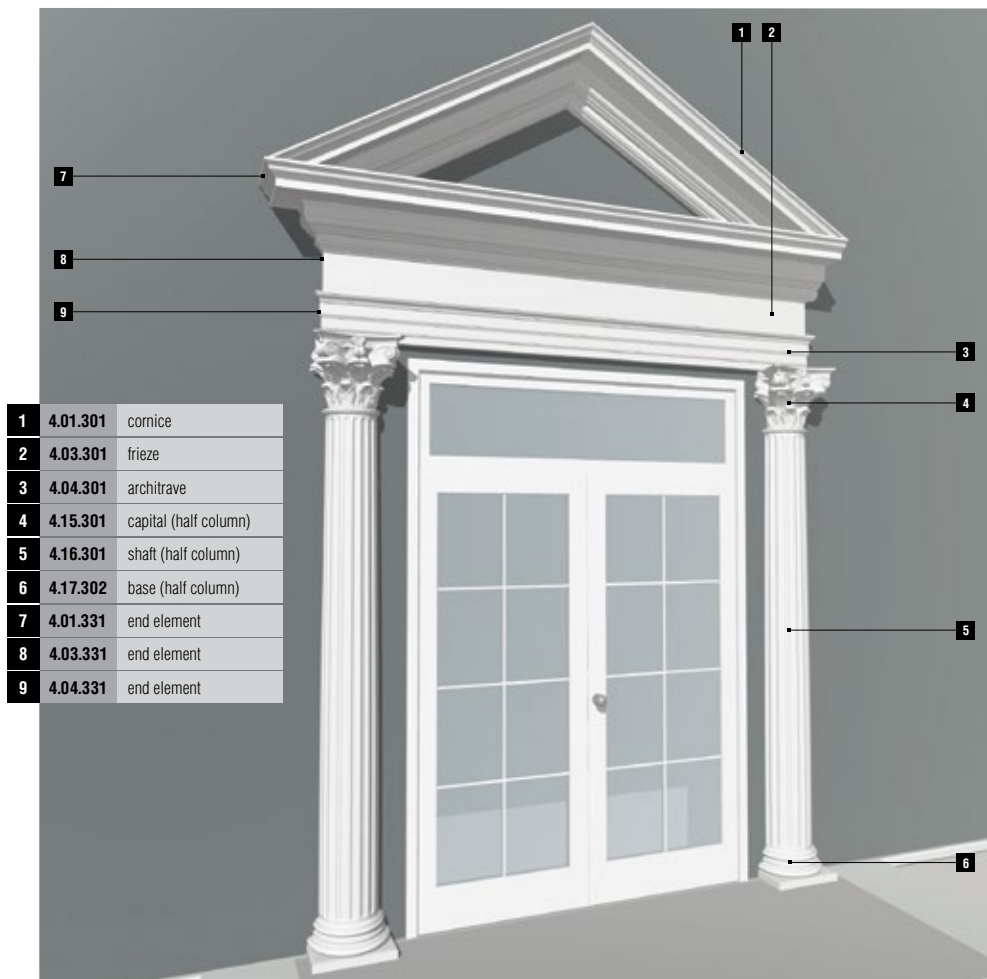 1 2
7
8
9
3
4
1 4.01.301 cornice
2 4.03.301 frieze
3 4.04.301 architrave
4 4.15.301 capital (half column)
5 4.16.301 shaft (half column)
6 4.17.302 base (half column)
7 4.01.331 end element
8 4.03.331 end element
9 4.04.331 end element
5
6